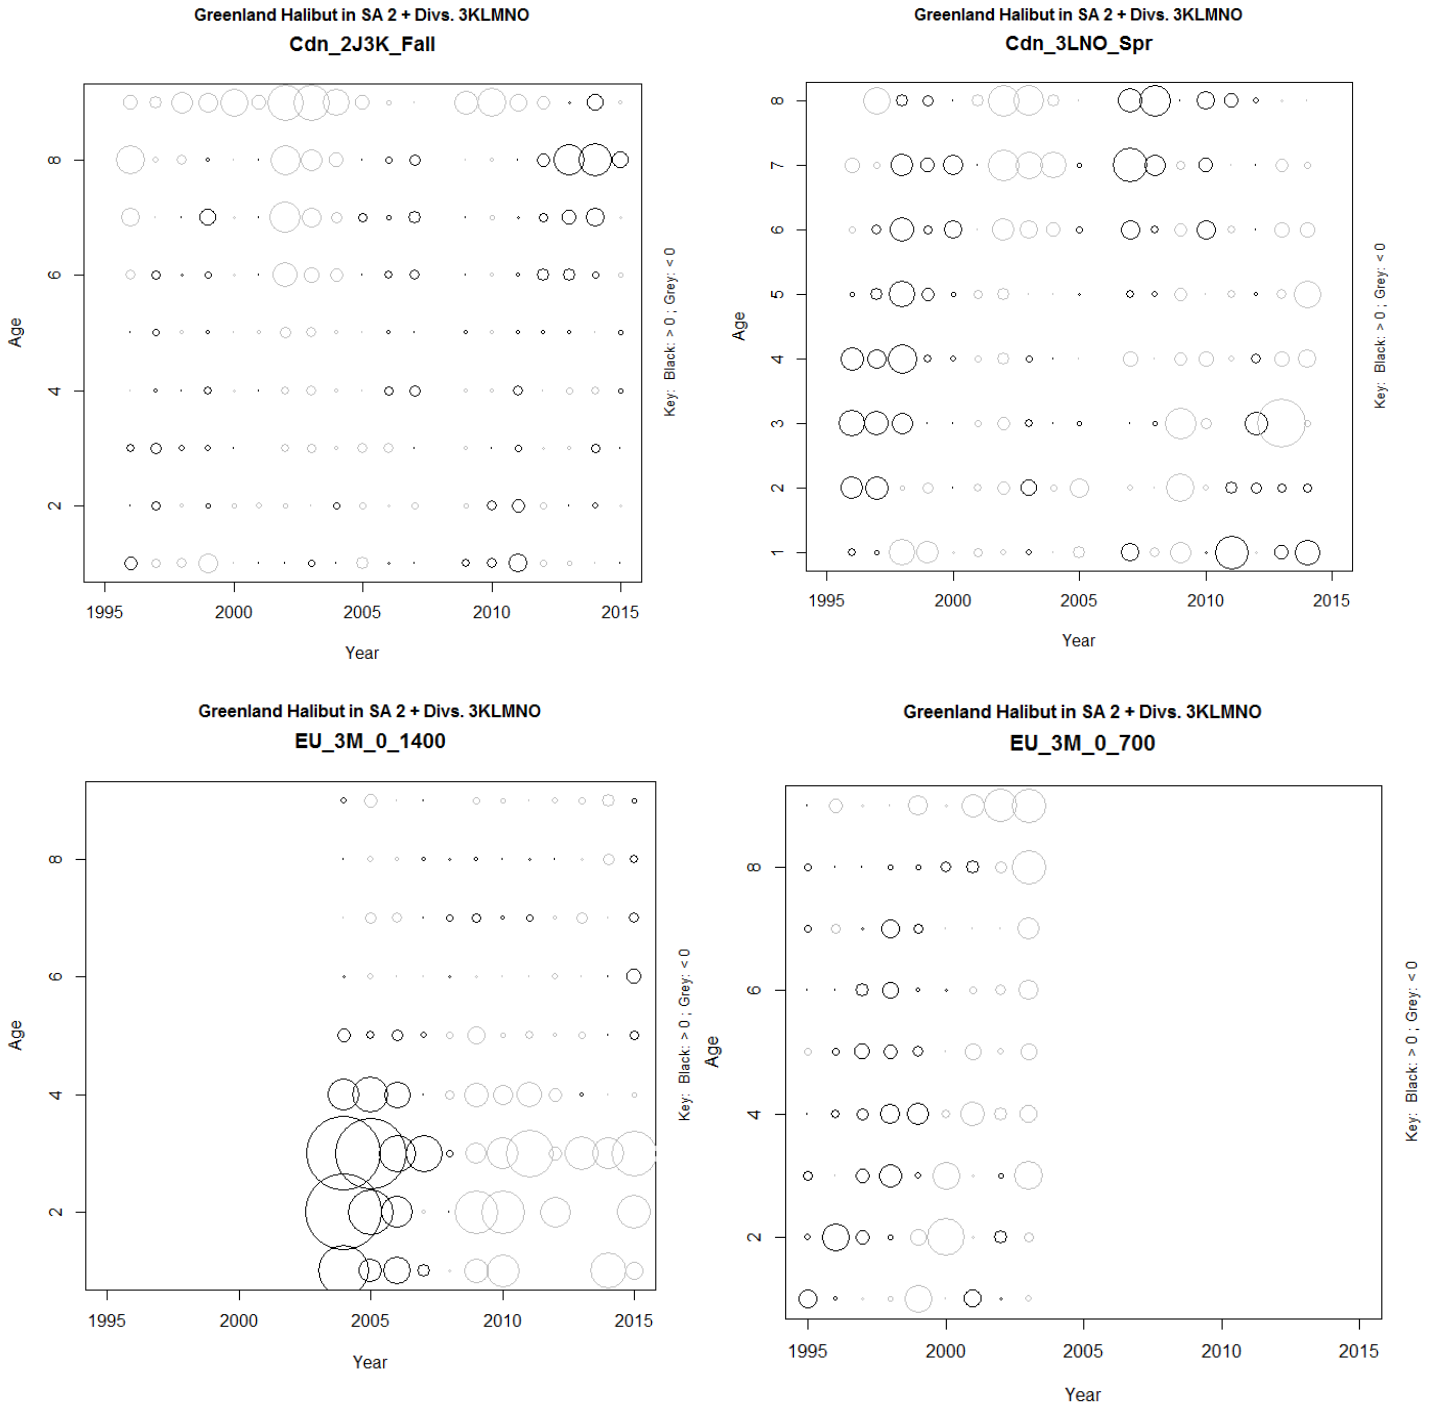 Greenland Halibut in SA 2 + Divs. 3KLMNO
Cdn_2J3K_Fall
8
6
4
2
Age
1995 2000 2005 2010 2015
Year
Key: Black: > 0 ; Grey: < 0
Greenland Halibut in SA 2 + Divs. 3KLMNO
Cdn_3LNO_Spr
8
7
6
5
4
3
2
1
Age
1995 2000 2005 2010 2015
Year
Key: Black: > 0 ; Grey: < 0
Greenland Halibut in SA 2 + Divs. 3KLMNO
EU_3M_0_1400
8
6
4
2
Age
1995 2000 2005 2010 2015
Year
Key: Black: > 0 ; Grey: < 0
Greenland Halibut in SA 2 + Divs. 3KLMNO
EU_3M_0_700
8
6
4
2
Age
1995 2000 2005 2010 2015
Year
Key: Black: > 0 ; Grey: < 0